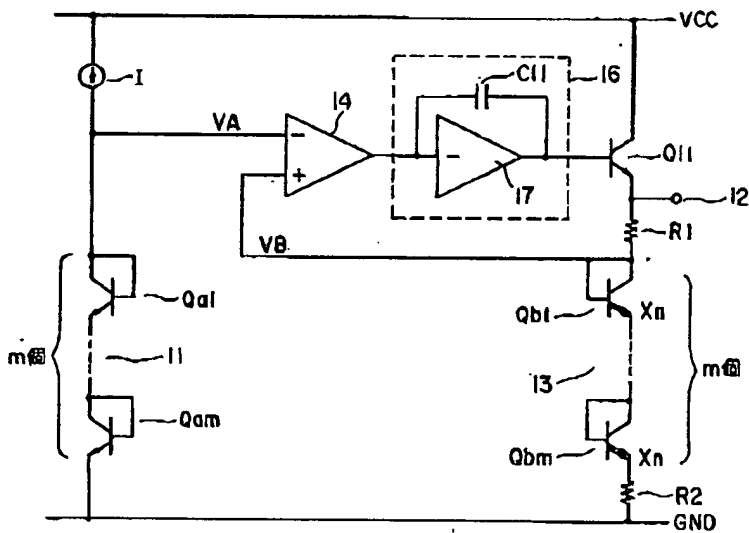 VCC
I
C11
16
14
VA
−
+
−
17
Q11
12
R1
VB
Qa1
Qb1
Xn
m個
11
13
m個
Qam
Qbm
Xn
R2
GND